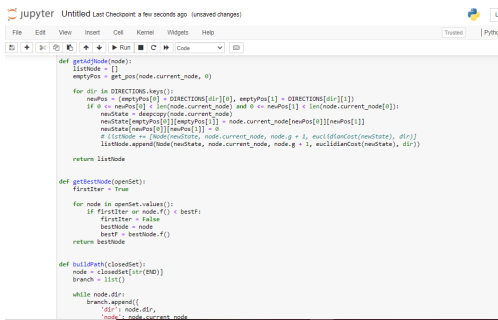 jupyter Untitled Last Checkpoint: a few seconds ago (unsaved changes)
File Edit View Insert Cell Kernel Widgets Help Trusted Pytho
Run Code
def getAdjNode(node):
    listNode = []
    emptyPos = get_pos(node.current_node, 0)
    for dir in DIRECTIONS.keys():
        newPos = (emptyPos[0] + DIRECTIONS[dir][0], emptyPos[1] + DIRECTIONS[dir][1])
        if 0 <= newPos[0] < len(node.current_node) and 0 <= newPos[1] < len(node.current_node[0]):
            newState = deepcopy(node.current_node)
            newState[emptyPos[0]][emptyPos[1]] = node.current_node[newPos[0]][newPos[1]]
            newState[newPos[0]][newPos[1]] = 0
            # listNode += [Node(newState, node.current_node, node.g + 1, euclidianCost(newState), dir)]
            listNode.append(Node(newState, node.current_node, node.g + 1, euclidianCost(newState), dir))
    return listNode
def getBestNode(openSet):
    firstIter = True
    for node in openSet.values():
        if firstIter or node.f() < bestF:
            firstIter = False
            bestNode = node
            bestF = bestNode.f()
    return bestNode
def buildPath(closedSet):
    node = closedSet[str(END)]
    branch = list()
    while node.dir:
        branch.append({
            'dir': node.dir,
            'node': node.current_node